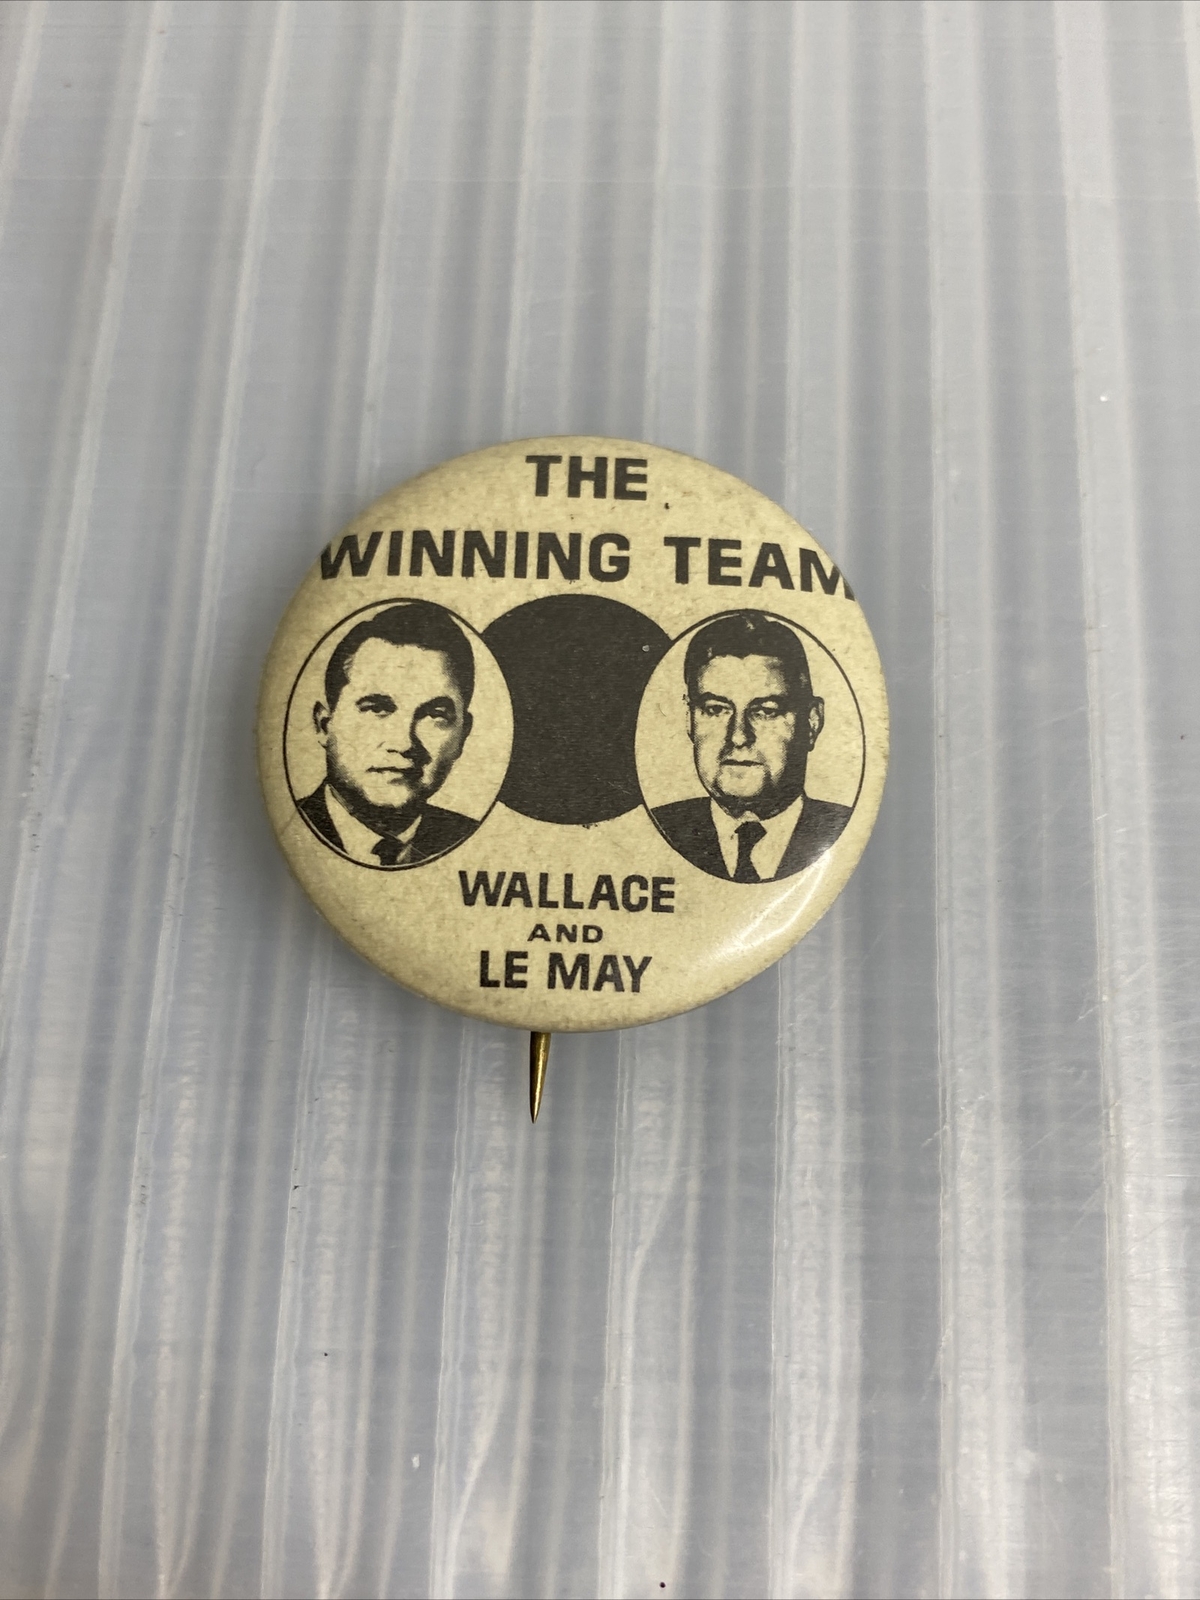 THE
WINNING TEAM
WALLACE
AND
LE MAY